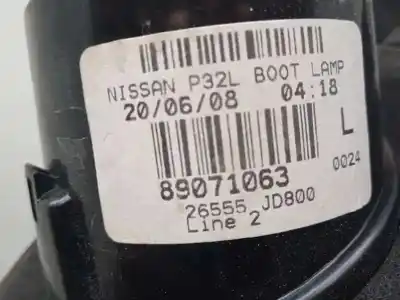 NISSAN P32L BOOT LAMP
20/06/08 04:18
L
89071063
0024
26555 JD800
Line 2